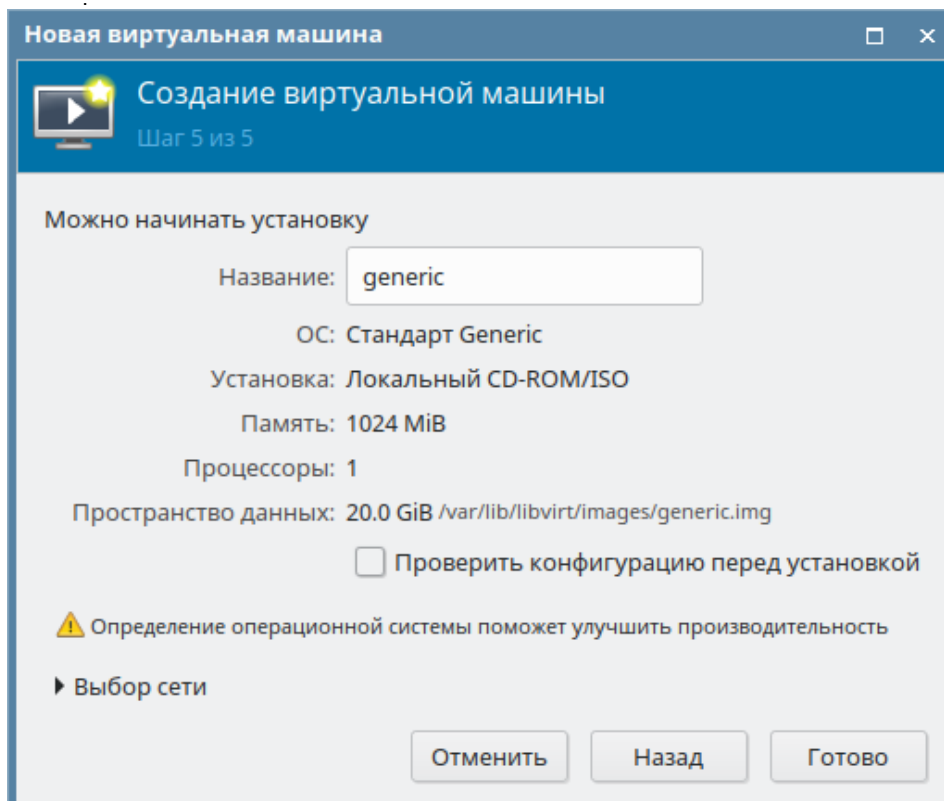 Новая виртуальная машина
Создание виртуальной машины
Шаг 5 из 5
Можно начинать установку
Название: generic
ОС: Стандарт Generic
Установка: Локальный CD-ROM/ISO
Память: 1024 MiB
Процессоры: 1
Пространство данных: 20.0 GiB /var/lib/libvirt/images/generic.img
Проверить конфигурацию перед установкой
Определение операционной системы поможет улучшить производительность
Выбор сети
Отменить Назад Готово